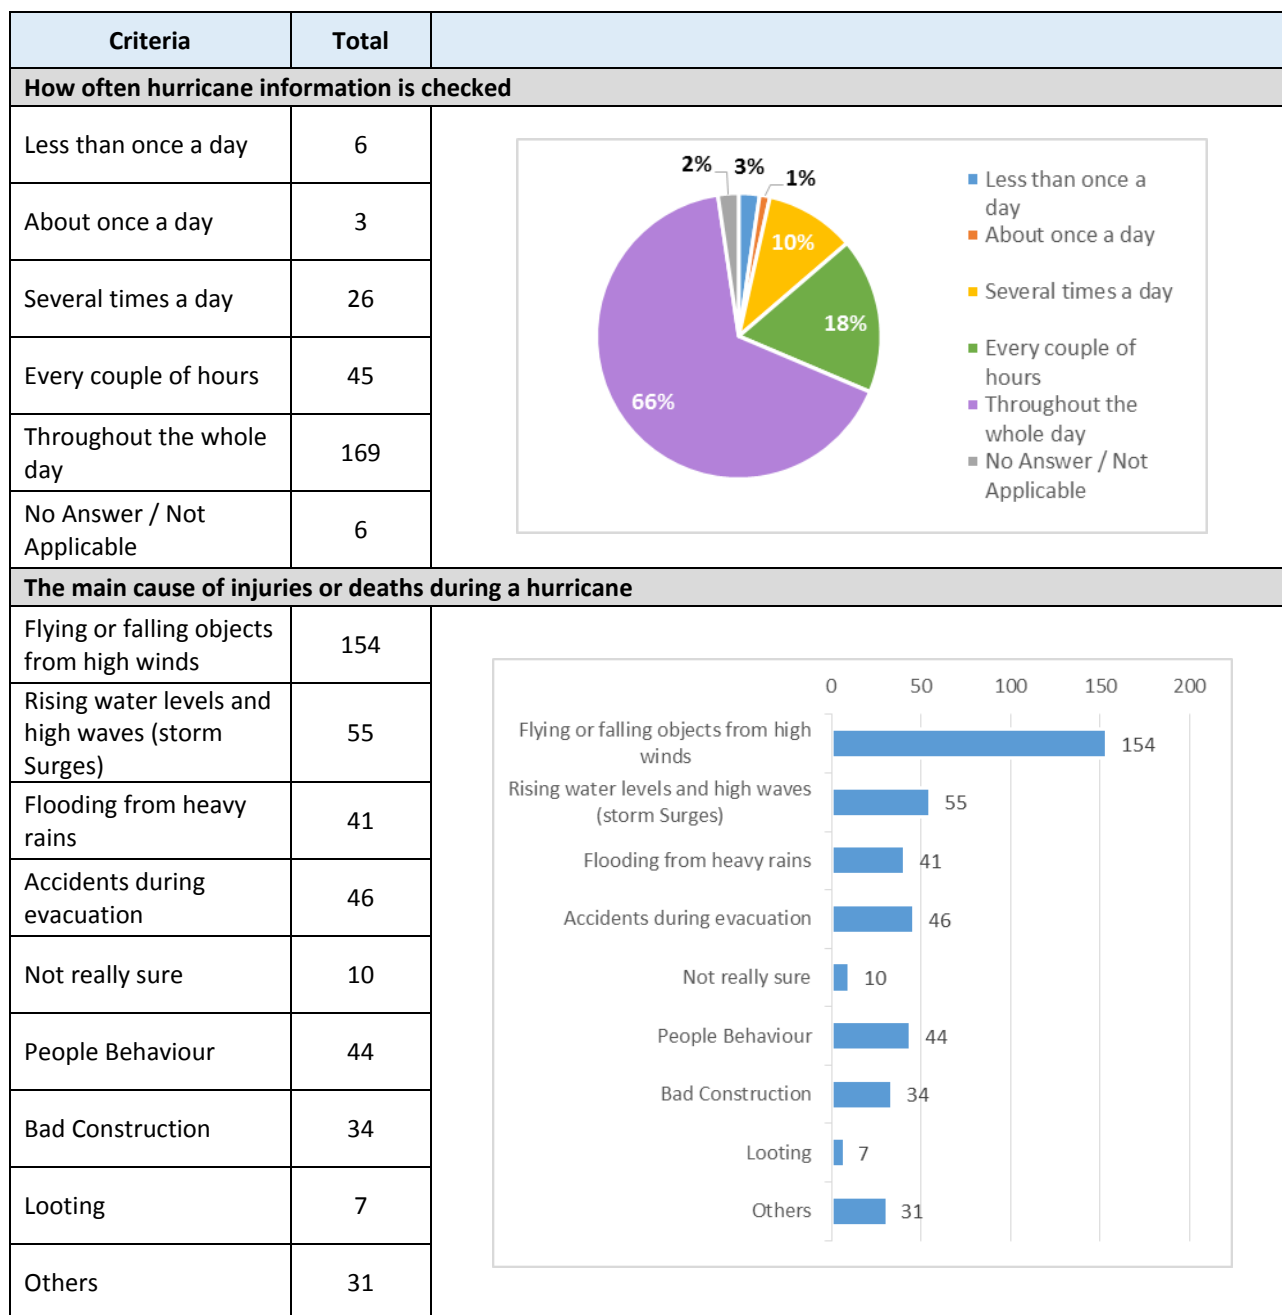 Criteria
Total
How often hurricane information is checked
Less than once a day
6
About once a day
3
Several times a day
26
Every couple of hours
45
Throughout the whole
day
169
No Answer / Not
Applicable
6
2%
3%
1%
10%
18%
66%
Less than once a
day
About once a day
Several times a day
Every couple of
hours
Throughout the
whole day
No Answer / Not
Applicable
The main cause of injuries or deaths during a hurricane
Flying or falling objects
from high winds
154
Rising water levels and
high waves (storm
Surges)
55
Flooding from heavy
rains
41
Accidents during
evacuation
46
Not really sure
10
People Behaviour
44
Bad Construction
34
Looting
7
Others
31
0 50 100 150 200
Flying or falling objects from high
winds
154
Rising water levels and high waves
(storm Surges)
55
Flooding from heavy rains
41
Accidents during evacuation
46
Not really sure
10
People Behaviour
44
Bad Construction
34
Looting
7
Others
31